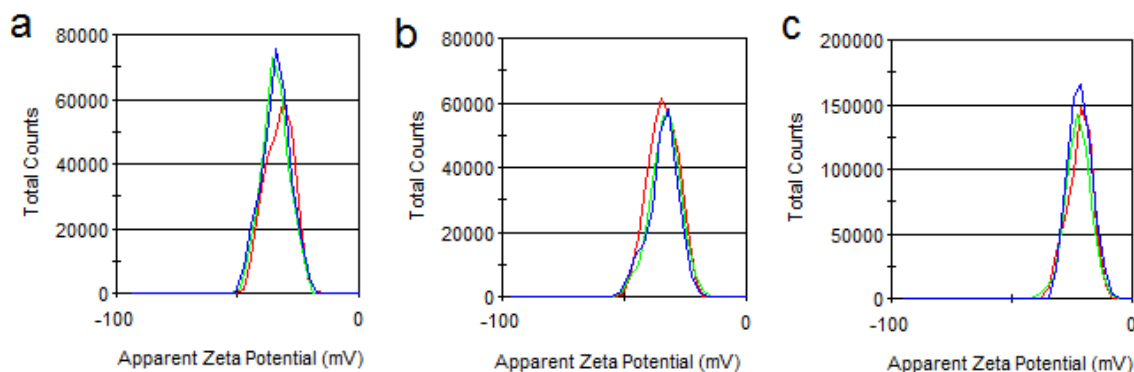 a
80000
60000
40000
20000
0
-100
0
Total Counts
Apparent Zeta Potential (mV)
b
80000
60000
40000
20000
0
-100
0
Total Counts
Apparent Zeta Potential (mV)
c
200000
150000
100000
50000
0
-100
0
Total Counts
Apparent Zeta Potential (mV)